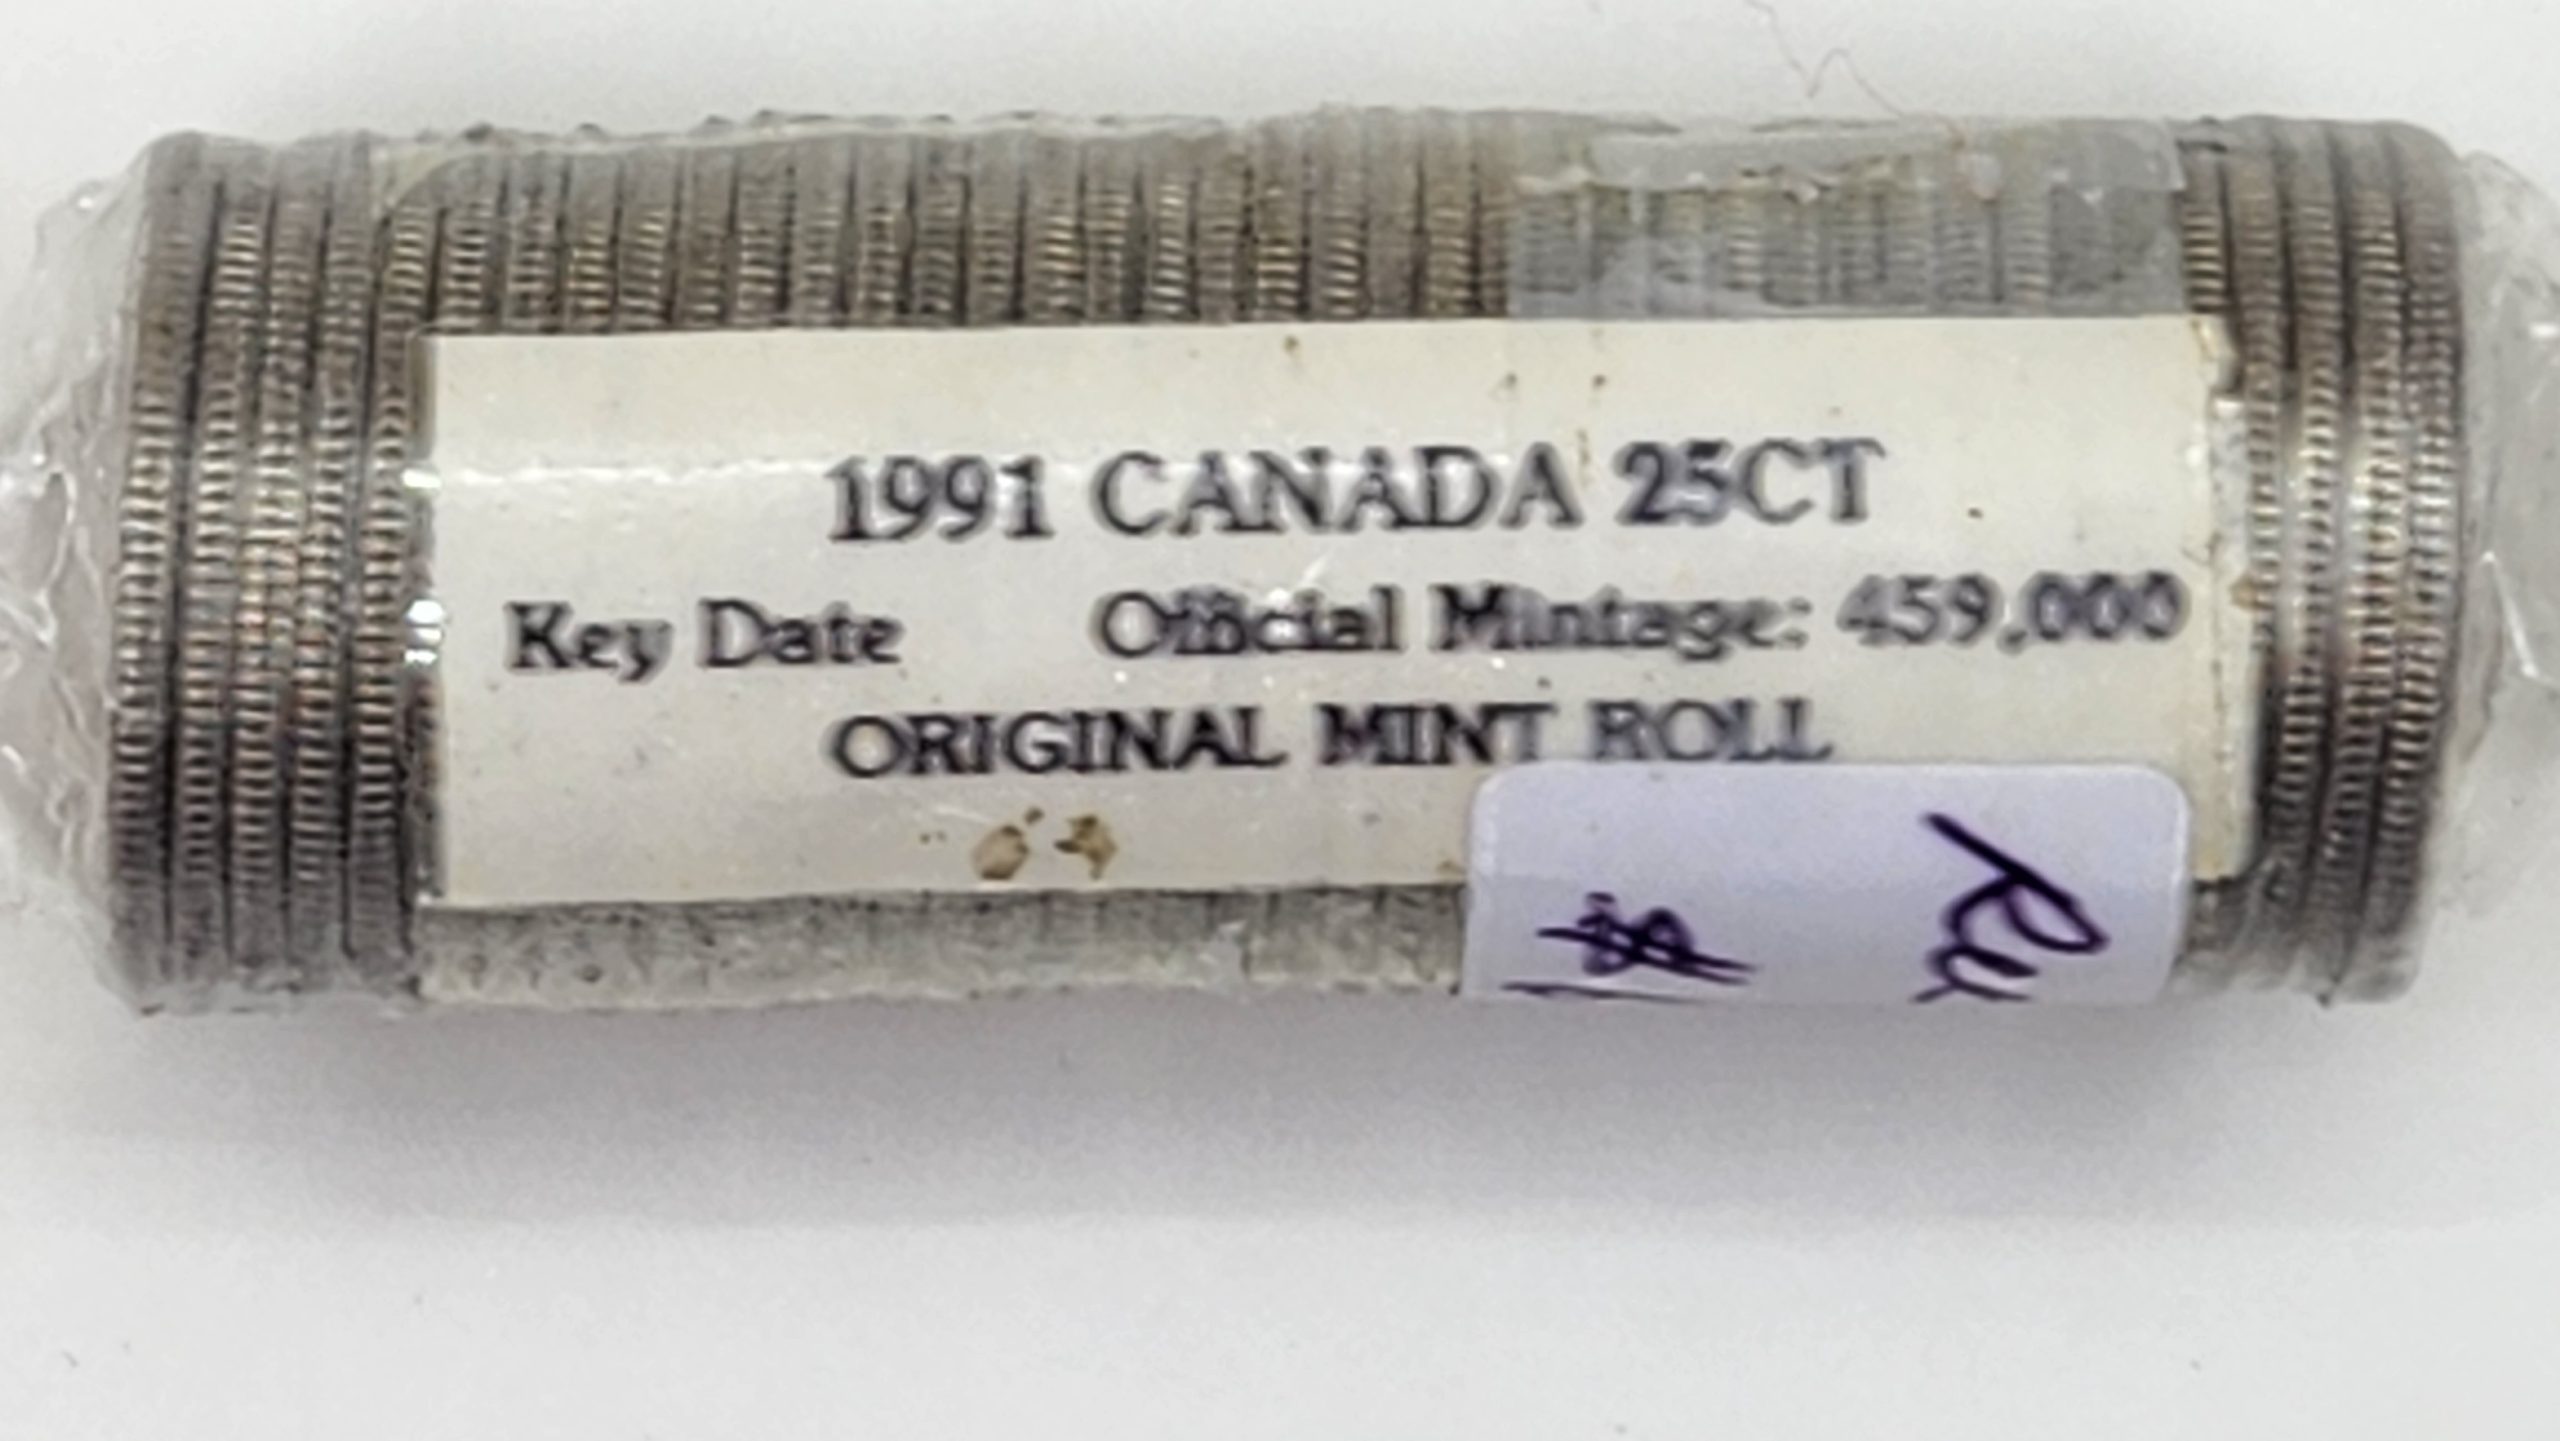 1991 CANADA 25CT
Key Date Official Mintage: 459,000
ORIGINAL MINT ROLL
$